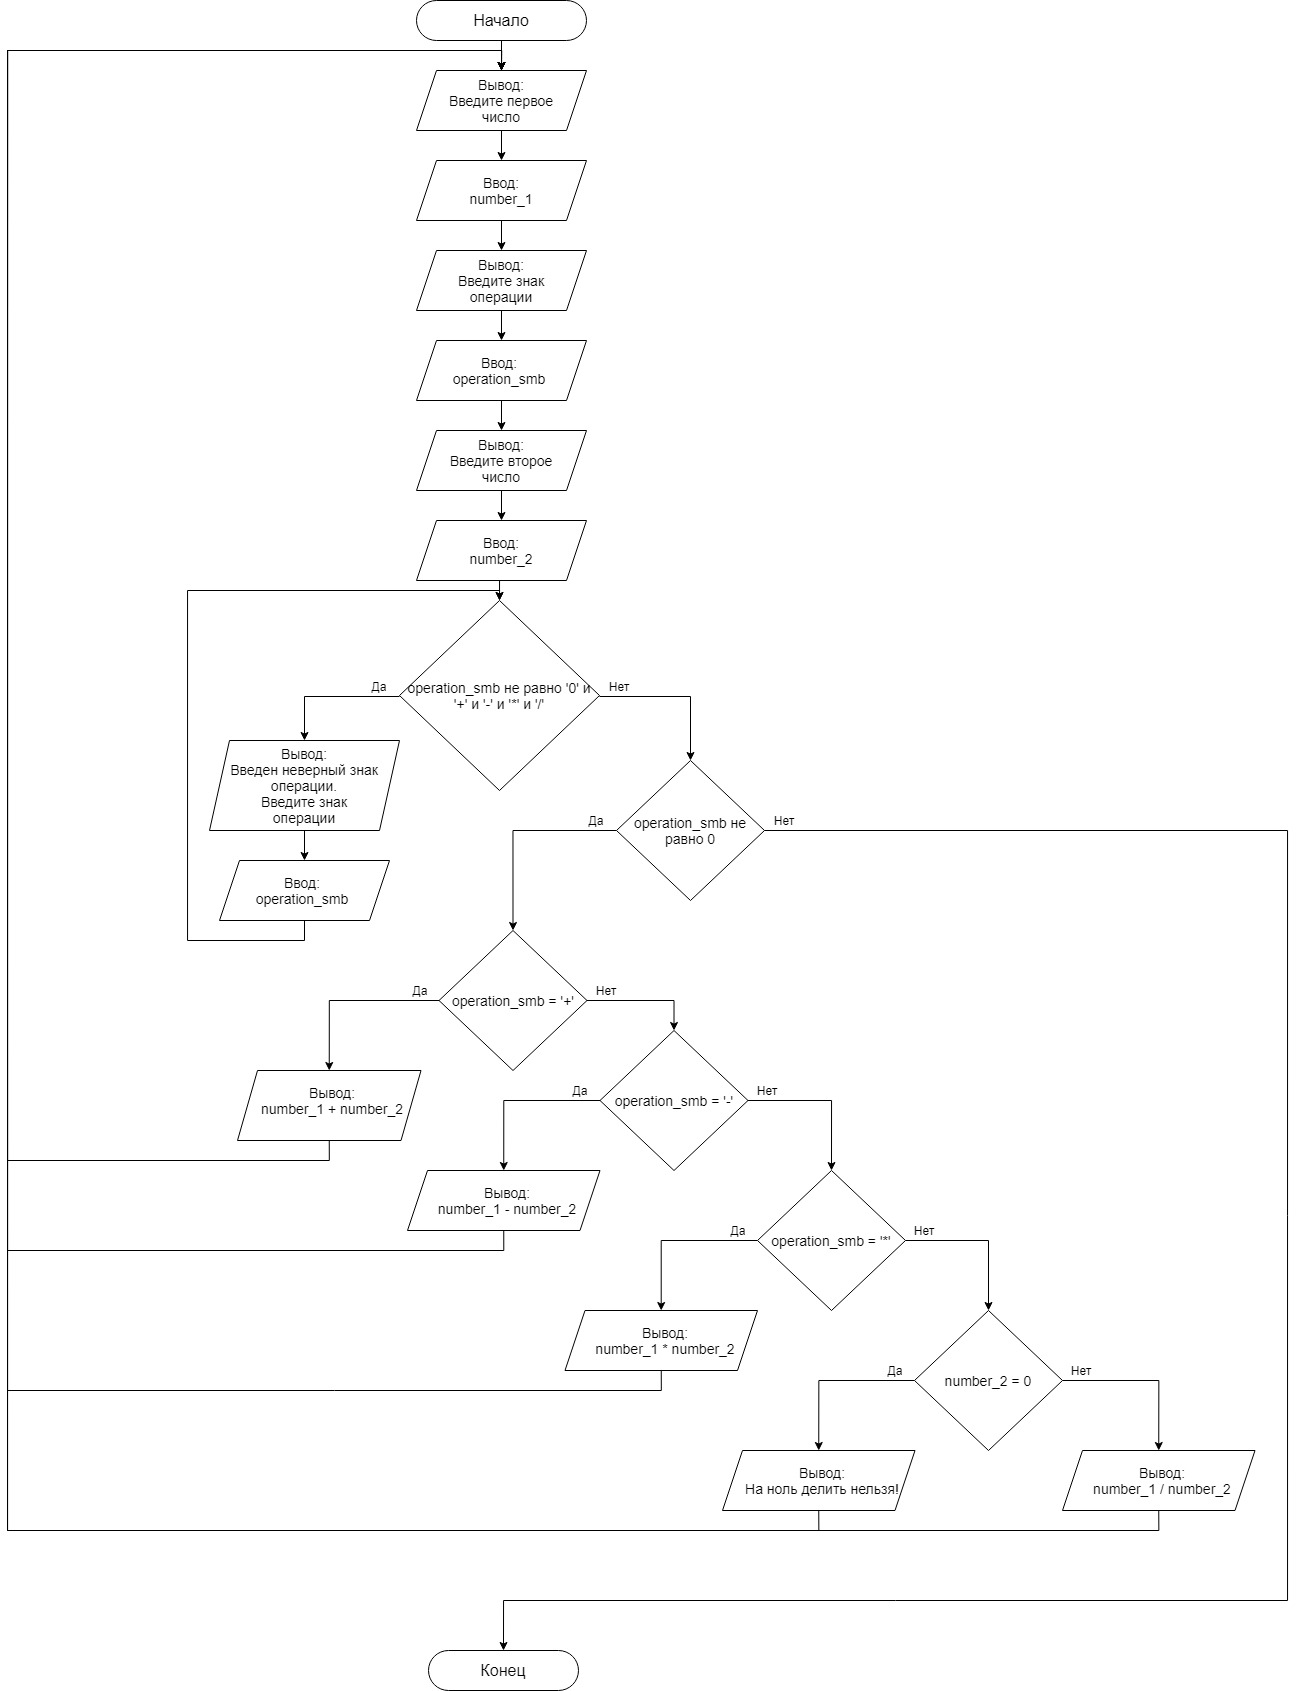 Начало
Вывод:
Введите первое
число
Ввод:
number_1
Вывод:
Введите знак
операции
Ввод:
operation_smb
Вывод:
Введите второе
число
Ввод:
number_2
operation_smb не равно '0' и
'+' и '-' и '*' и '/'
Да
Нет
Вывод:
Введен неверный знак
операции.
Введите знак
операции
Ввод:
operation_smb
operation_smb не
равно 0
Да
Нет
operation_smb = '+'
Да
Нет
Вывод:
number_1 + number_2
operation_smb = '-'
Да
Нет
Вывод:
number_1 - number_2
operation_smb = '*'
Да
Нет
Вывод:
number_1 * number_2
number_2 = 0
Да
Нет
Вывод:
На ноль делить нельзя!
Вывод:
number_1 / number_2
Конец